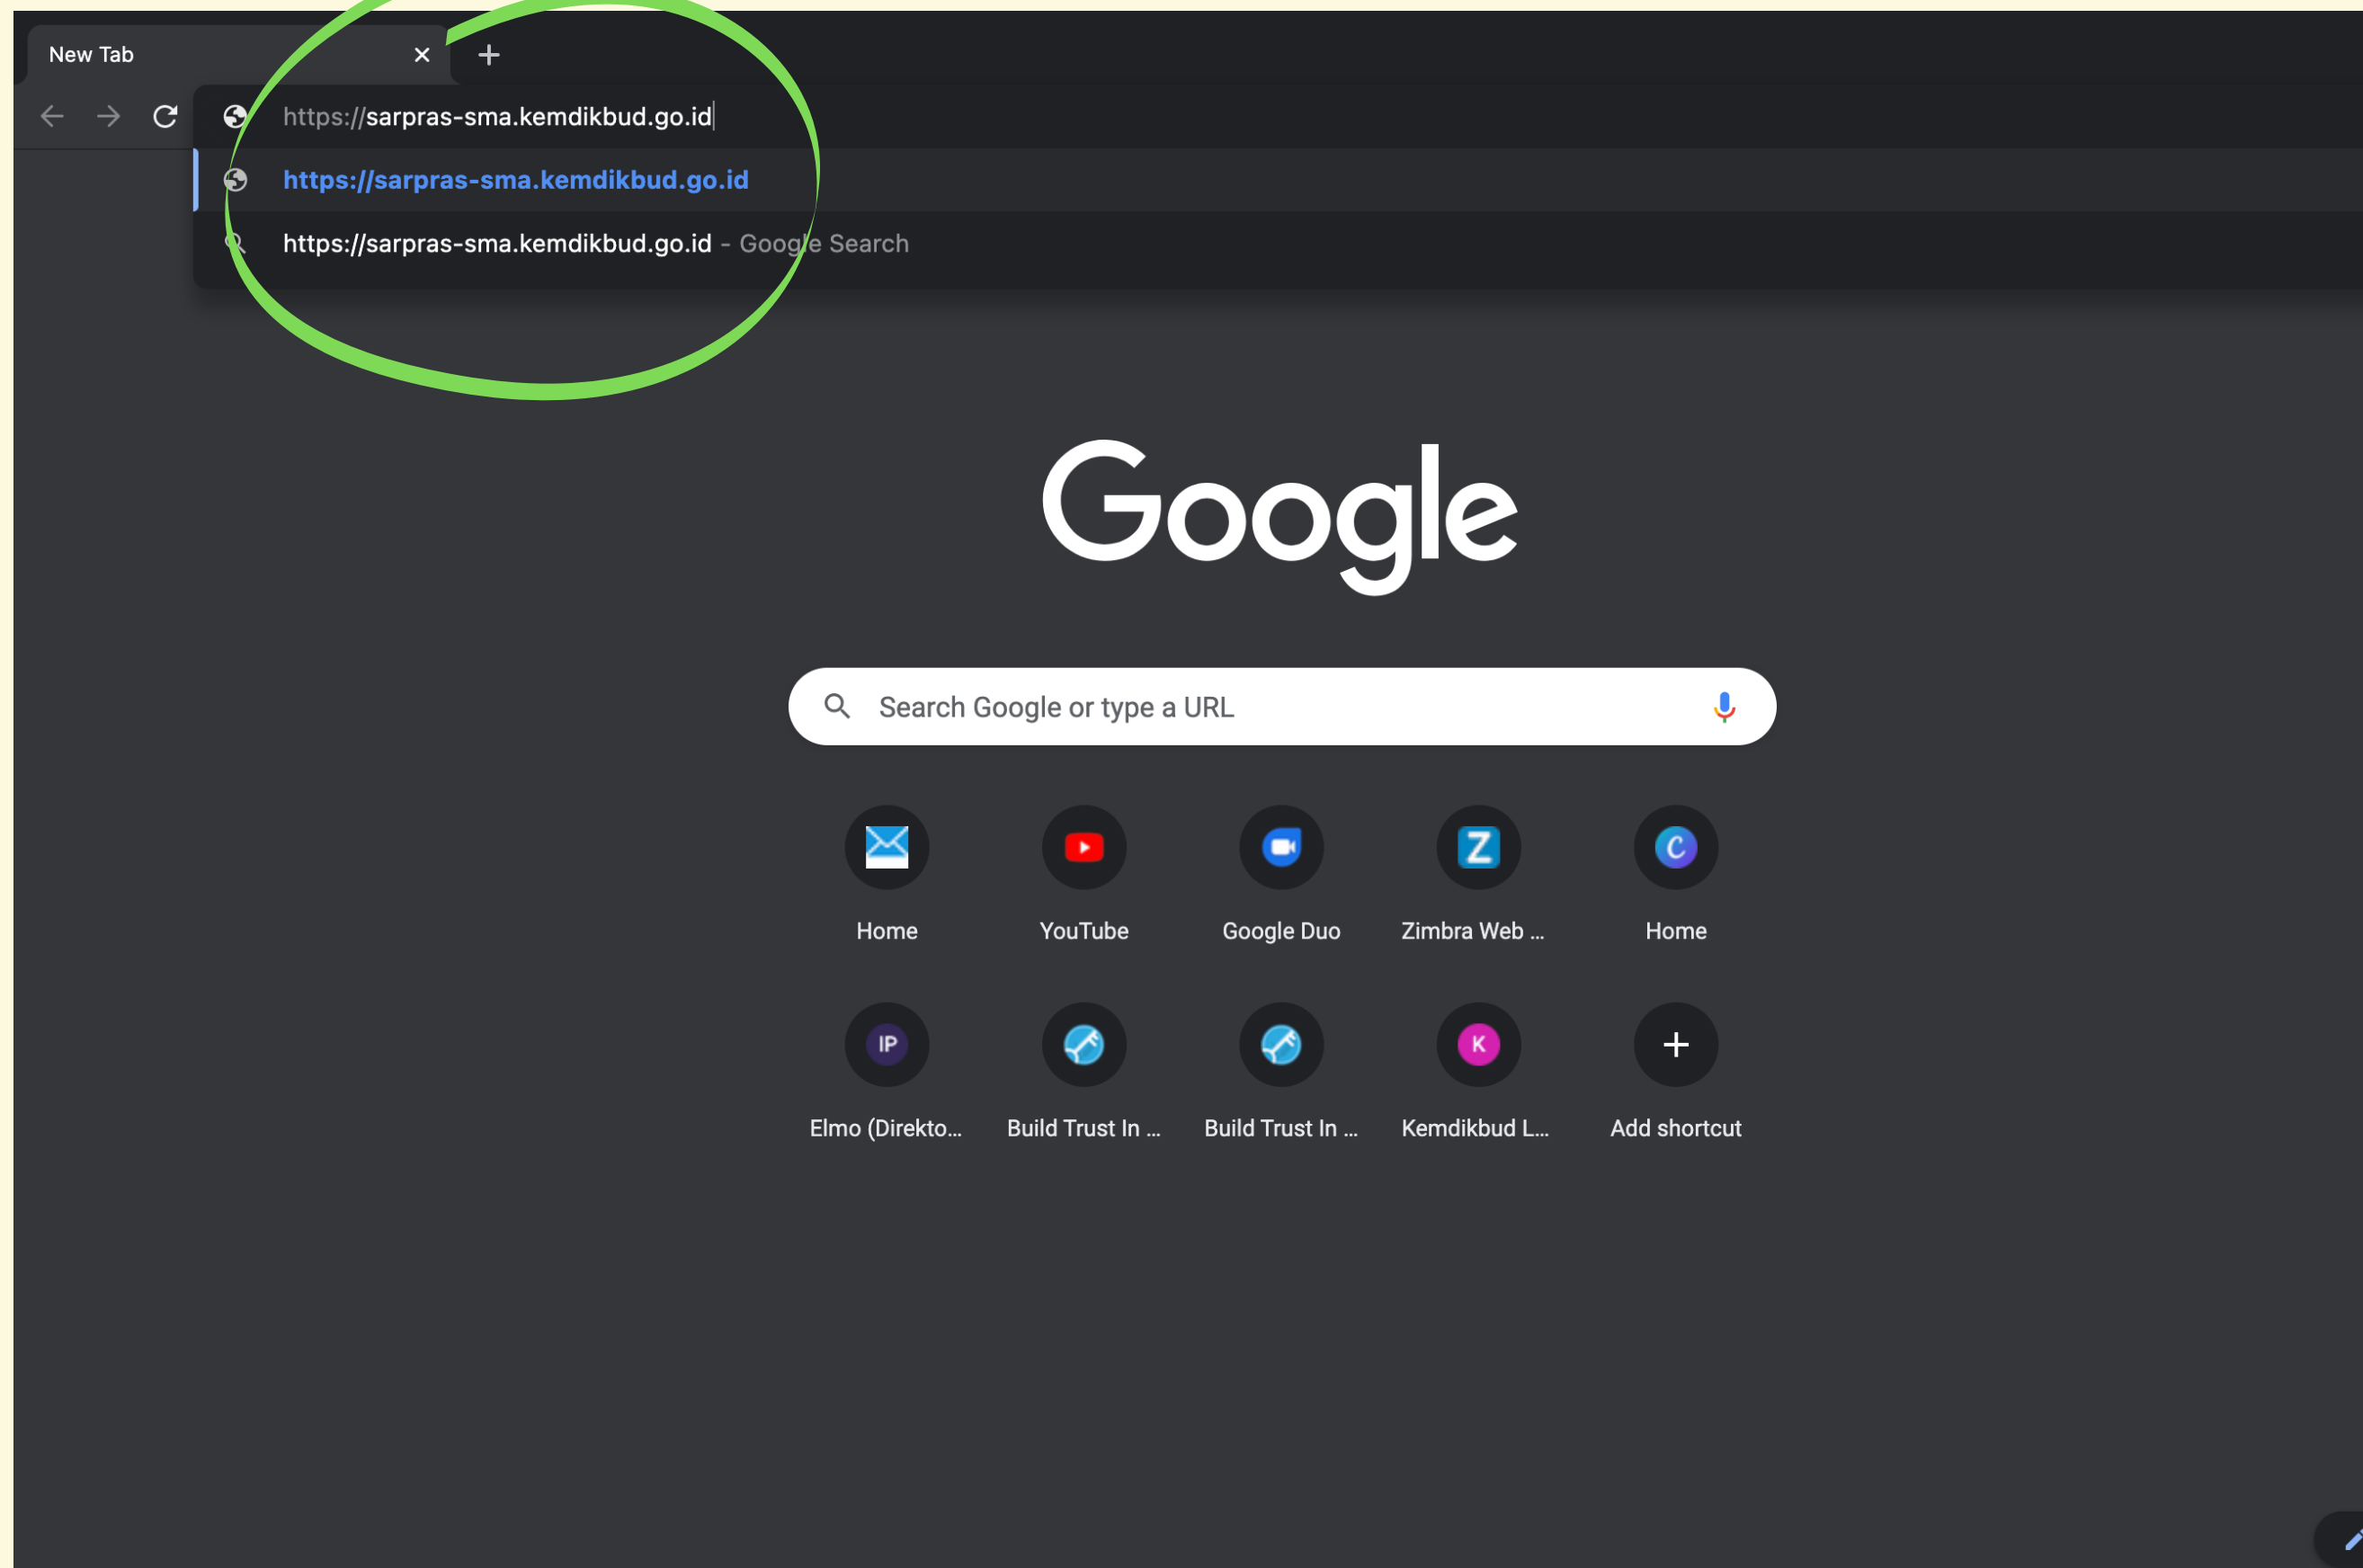 New Tab
https://sarpras-sma.kemdikbud.go.id
https://sarpras-sma.kemdikbud.go.id
https://sarpras-sma.kemdikbud.go.id - Google Search
Google
Search Google or type a URL
Home YouTube Google Duo Zimbra Web ... Home
IP K
Elmo (Direkto... Build Trust In ... Build Trust In ... Kemdikbud L... Add shortcut